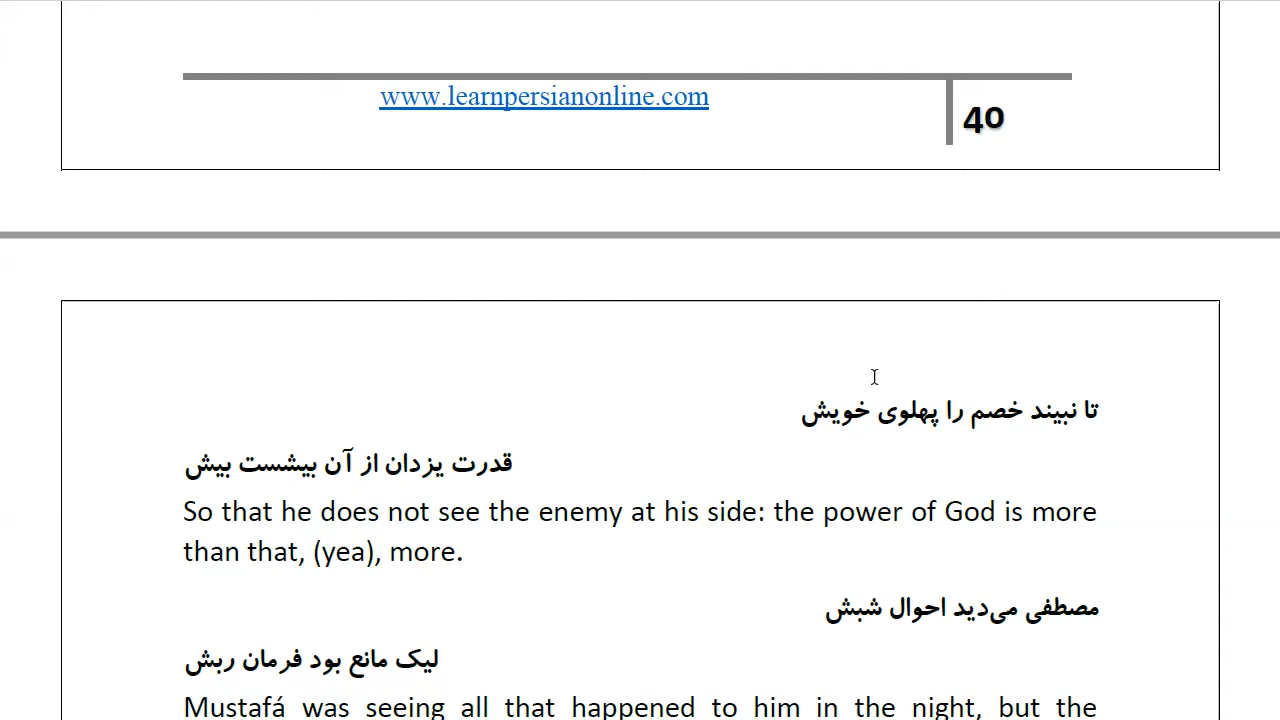 www.learnpersianonline.com
40
تا نبیند خصم را پهلوی خویش
قدرت یزدان از آن بیشست بیش
So that he does not see the enemy at his side: the power of God is more
than that, (yea), more.
مصطفی می‌دید احوال شبش
لیک مانع بود فرمان ربش
Mustafá was seeing all that happened to him in the night, but the